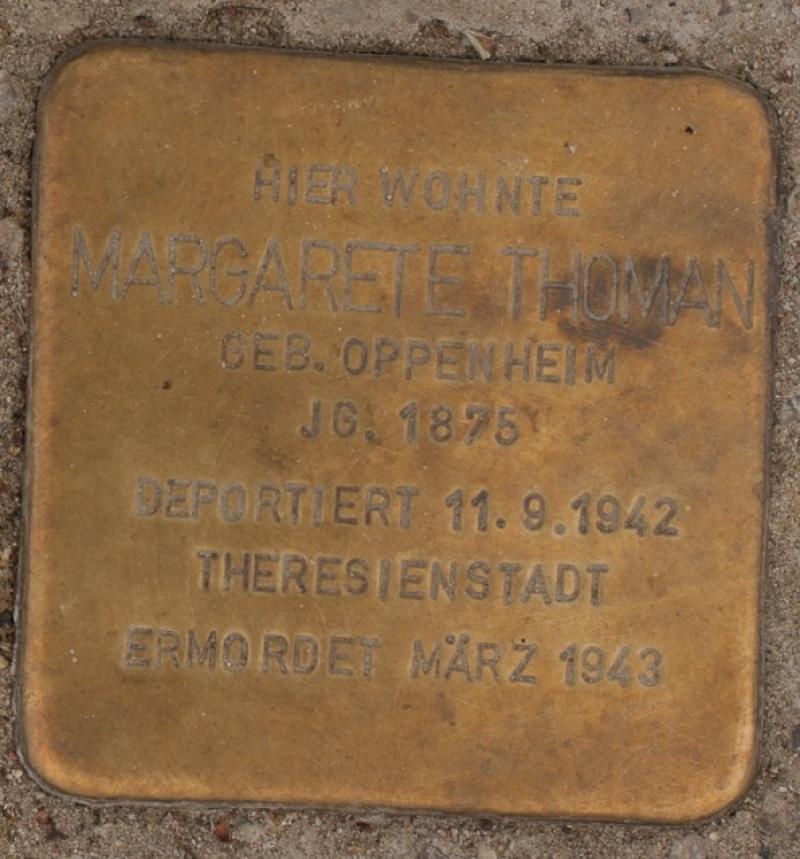 HIER WOHNTE
MARGARETE THOMAN
GEB. OPPENHEIM
JG. 1875
DEPORTIERT 11.9.1942
THERESIENSTADT
ERMORDET MÄRZ 1943